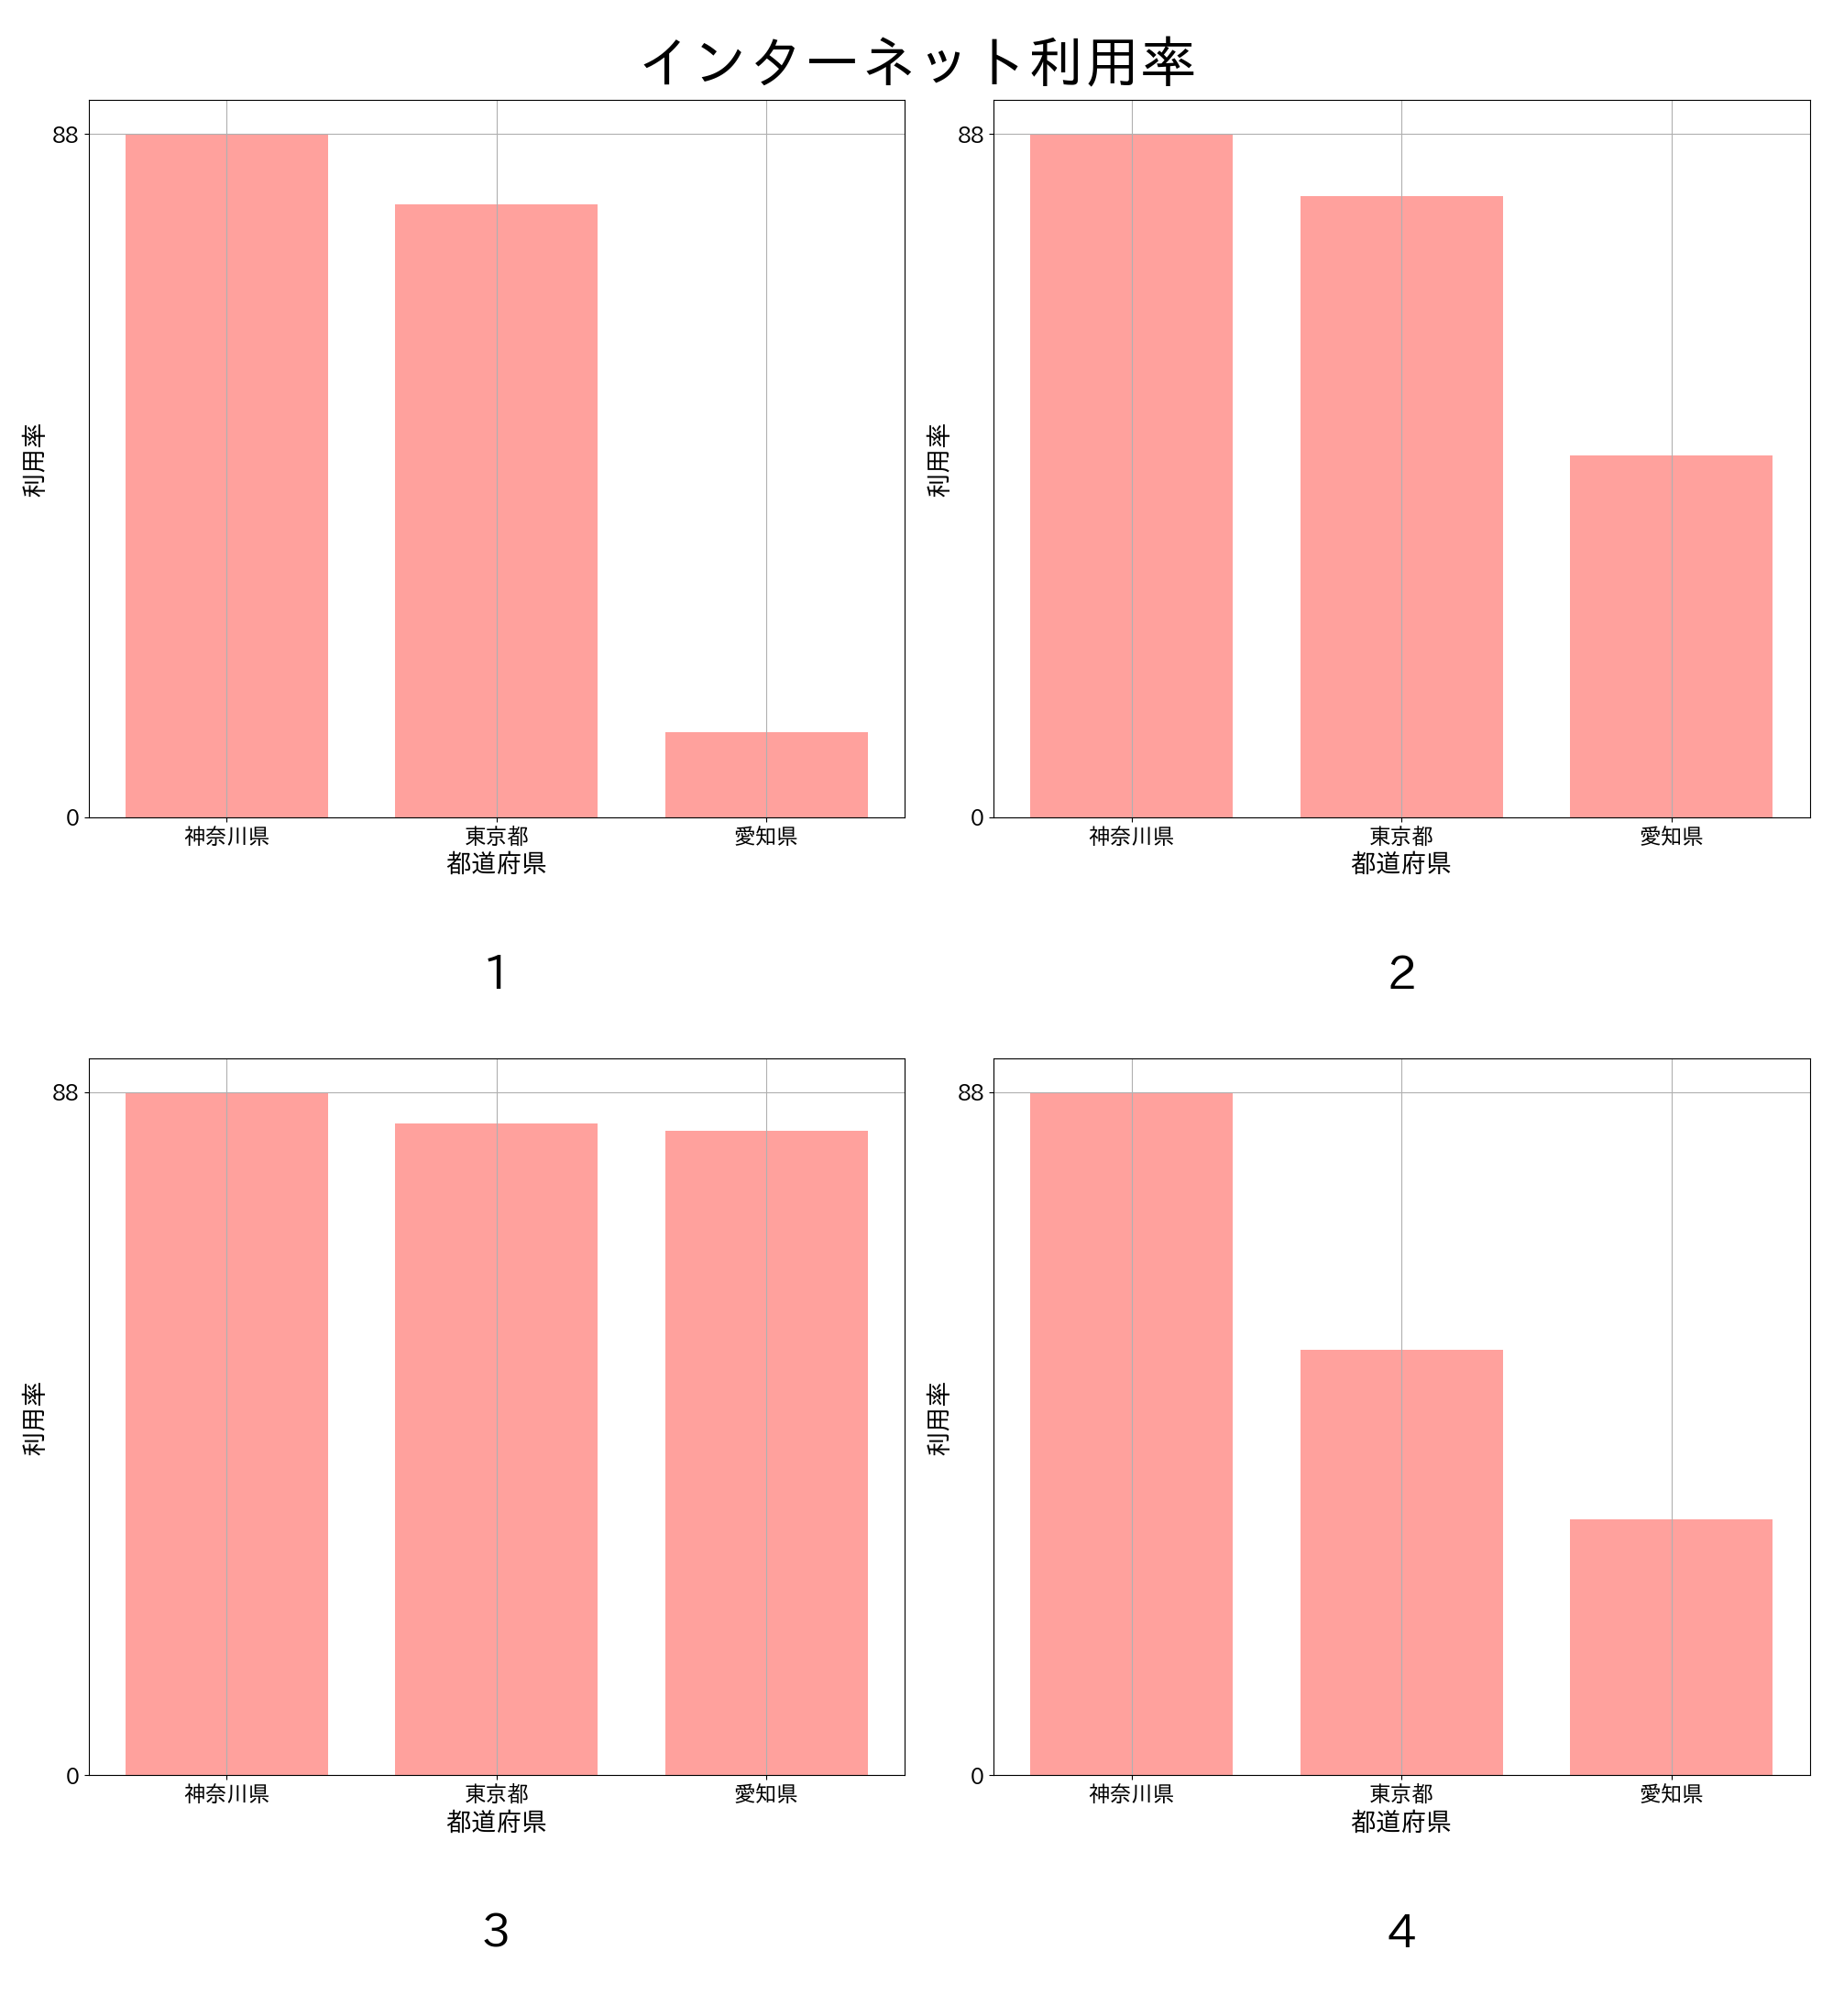 インターネット利用率
88
0
利用率
神奈川県 東京都 愛知県
都道府県
1
88
0
利用率
神奈川県 東京都 愛知県
都道府県
2
88
0
利用率
神奈川県 東京都 愛知県
都道府県
3
88
0
利用率
神奈川県 東京都 愛知県
都道府県
4